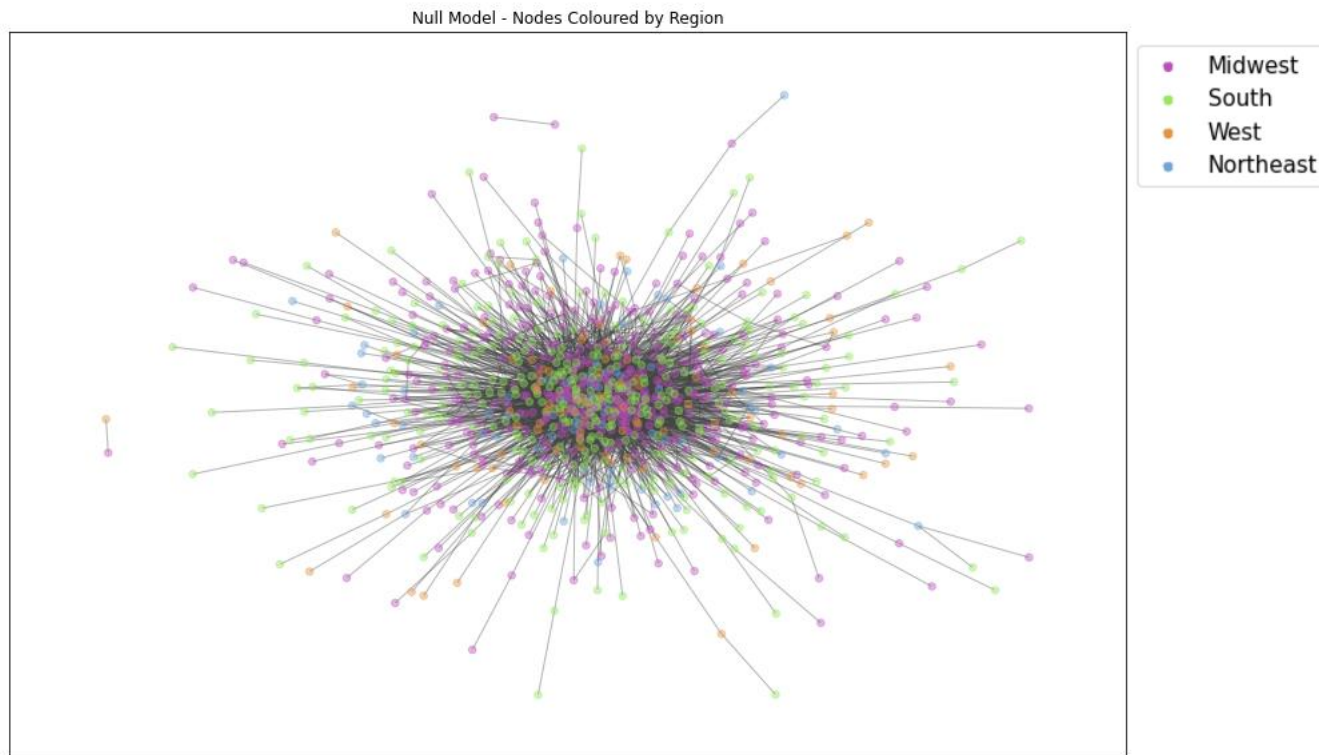 Null Model - Nodes Coloured by Region
Midwest
South
West
Northeast